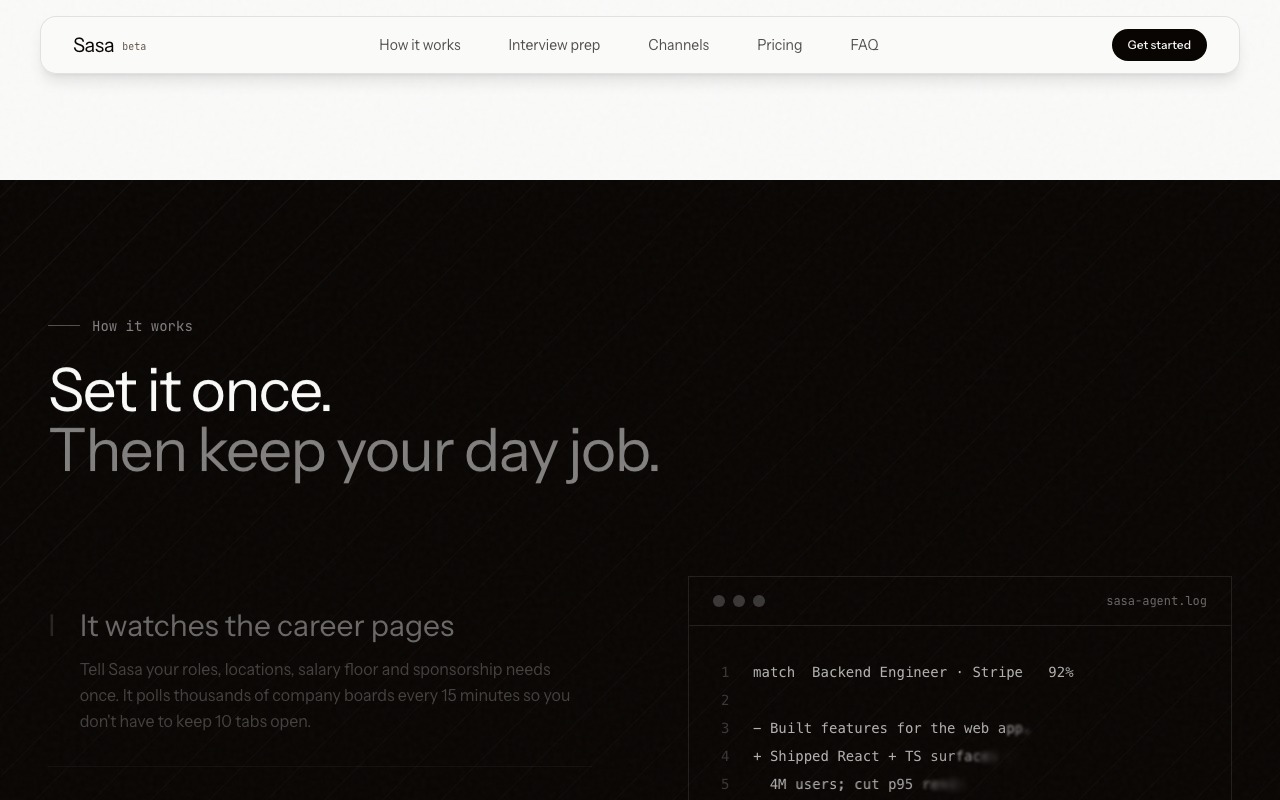 Sasa beta
How it works
Interview prep
Channels
Pricing
FAQ
Get started
How it works
Set it once.
Then keep your day job.
I It watches the career pages
Tell Sasa your roles, locations, salary floor and sponsorship needs
once. It polls thousands of company boards every 15 minutes so you
don't have to keep 10 tabs open.
sasa-agent.log
1 match Backend Engineer · Stripe 92%
2
3 – Built features for the web app.
4 + Shipped React + TS surfaces
5 4M users; cut p95